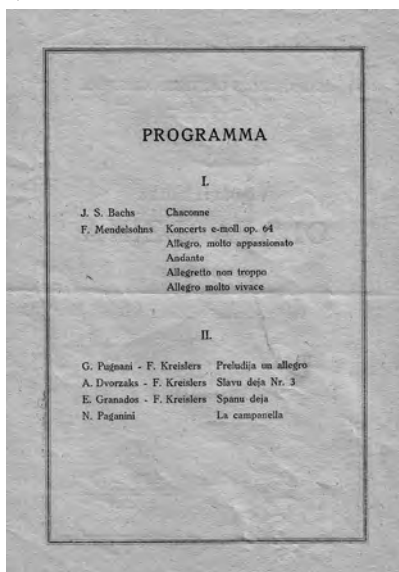 PROGRAMMA
I.
J. S. Bachs Chaconne
F. Mendelsohns Koncerts e-moll op. 64
Allegro, molto appassionato
Andante
Allegretto non troppo
Allegro molto vivace
II.
G. Pugnani - F. Kreislers Preludija un allegro
A. Dvorzaks - F. Kreislers Slavu deja Nr. 3
E. Granados - F. Kreislers Spanu deja
N. Paganini La campanella